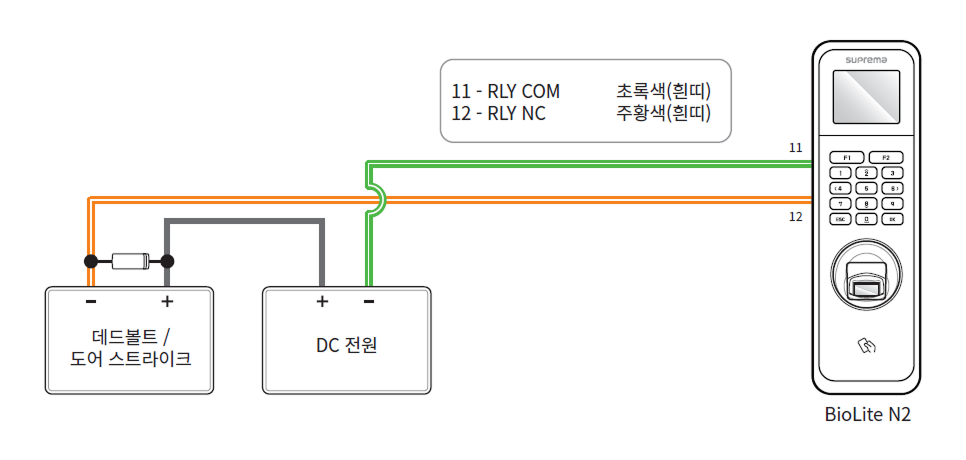 suprema
11 - RLY COM 초록색(흰띠)
12 - RLY NC 주황색(흰띠)
11
12
F1 F2
1 2 3
‹4 5 6›
7 8 9
ESC 0 OK
− +
+ −
데드볼트 /
도어 스트라이크
DC 전원
BioLite N2